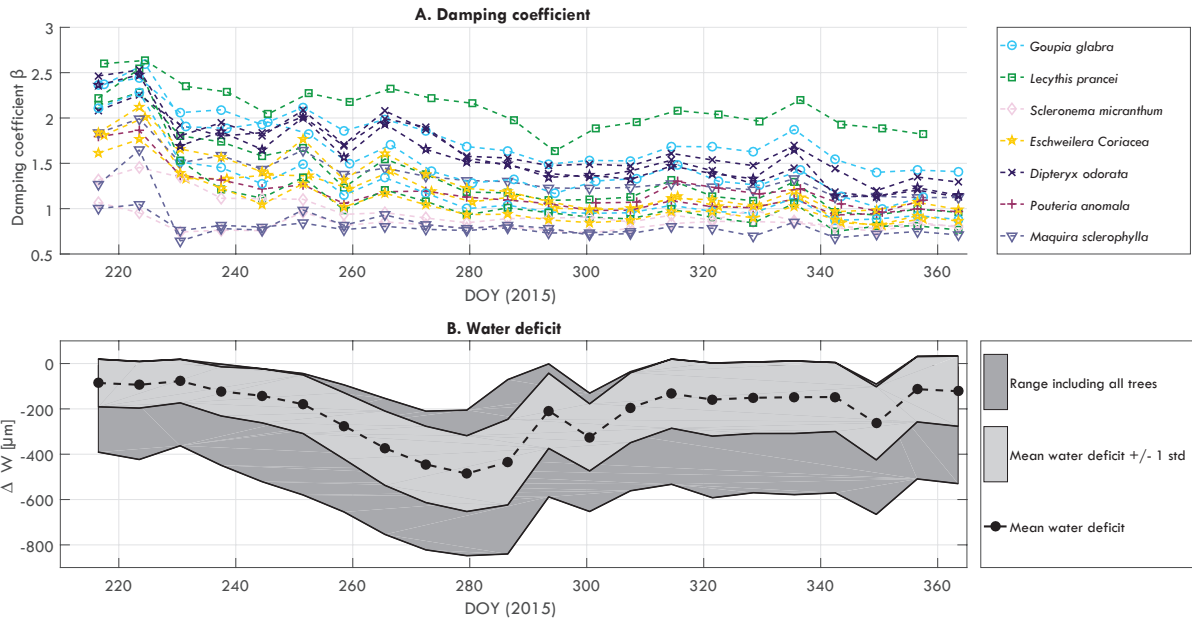 A. Damping coefficient
3
2.5
2
1.5
1
0.5
Damping coefficient β
220 240 260 280 300 320 340 360
DOY (2015)
Goupia glabra
Lecythis prancei
Scleronema micranthum
Eschweilera Coriacea
Dipteryx odorata
Pouteria anomala
Maquira sclerophylla
B. Water deficit
0
-200
-400
-600
-800
Δ W [μm]
220 240 260 280 300 320 340 360
DOY (2015)
Range including all trees
Mean water deficit +/- 1 std
Mean water deficit